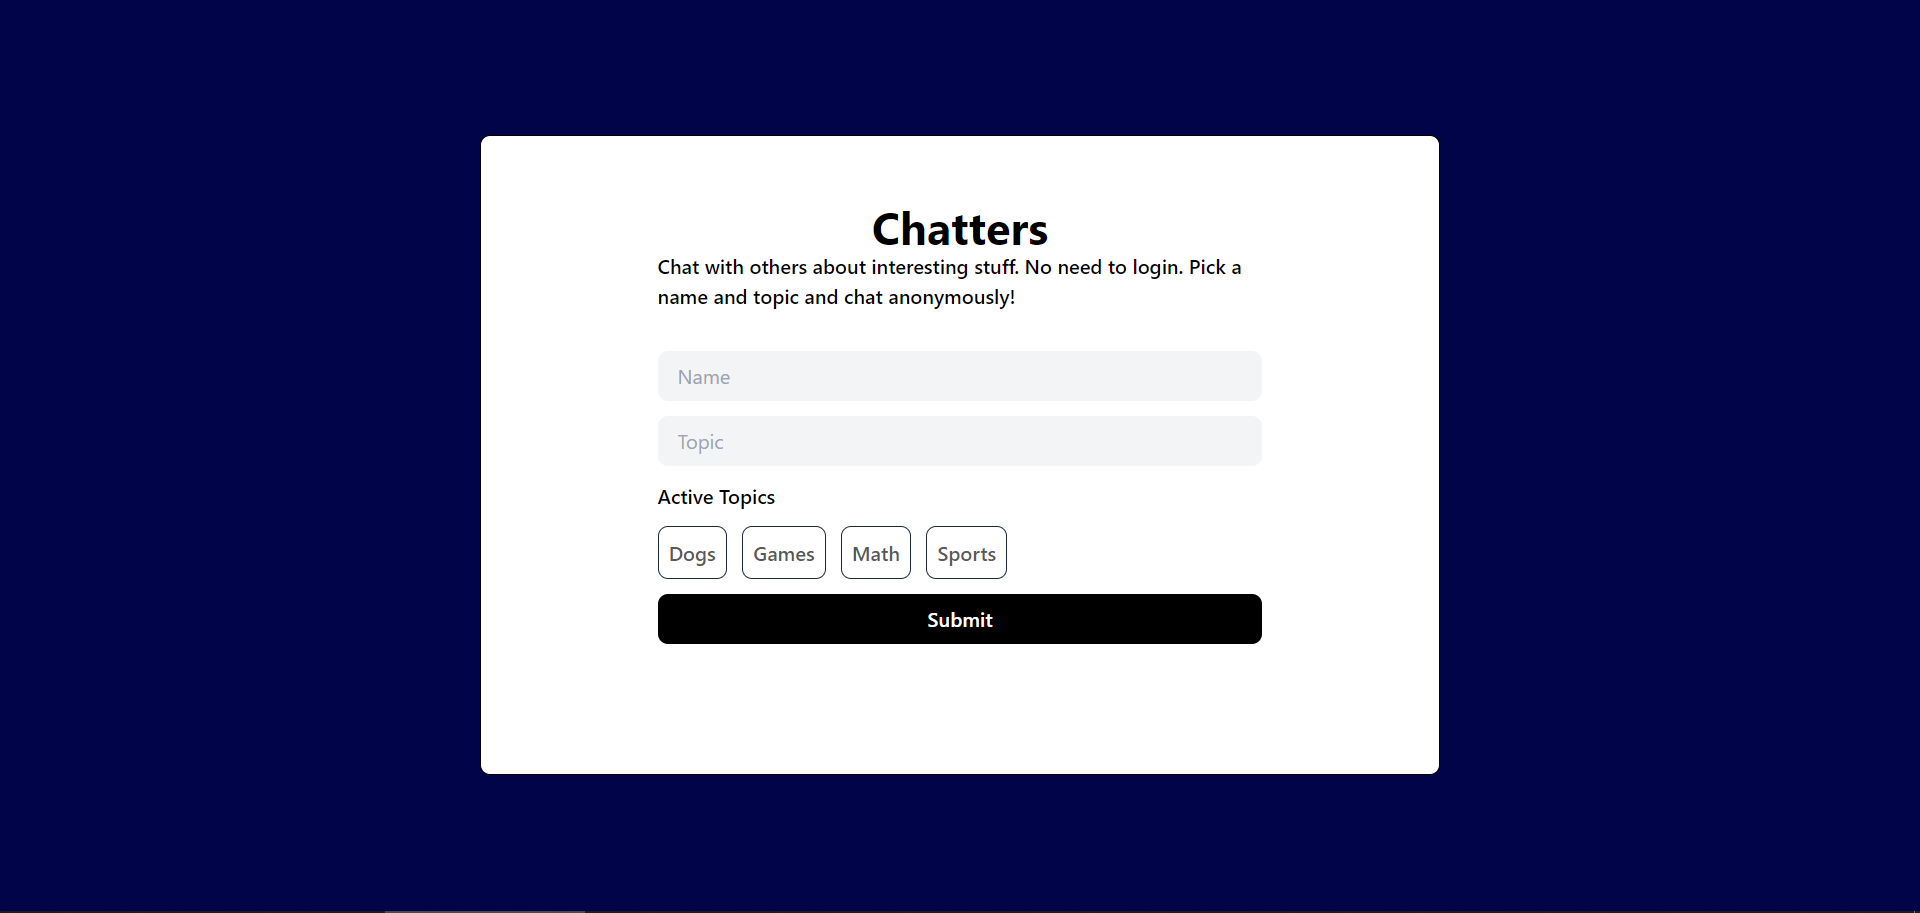 Chatters
Chat with others about interesting stuff. No need to login. Pick a
name and topic and chat anonymously!
Name
Topic
Active Topics
Dogs Games Math Sports
Submit